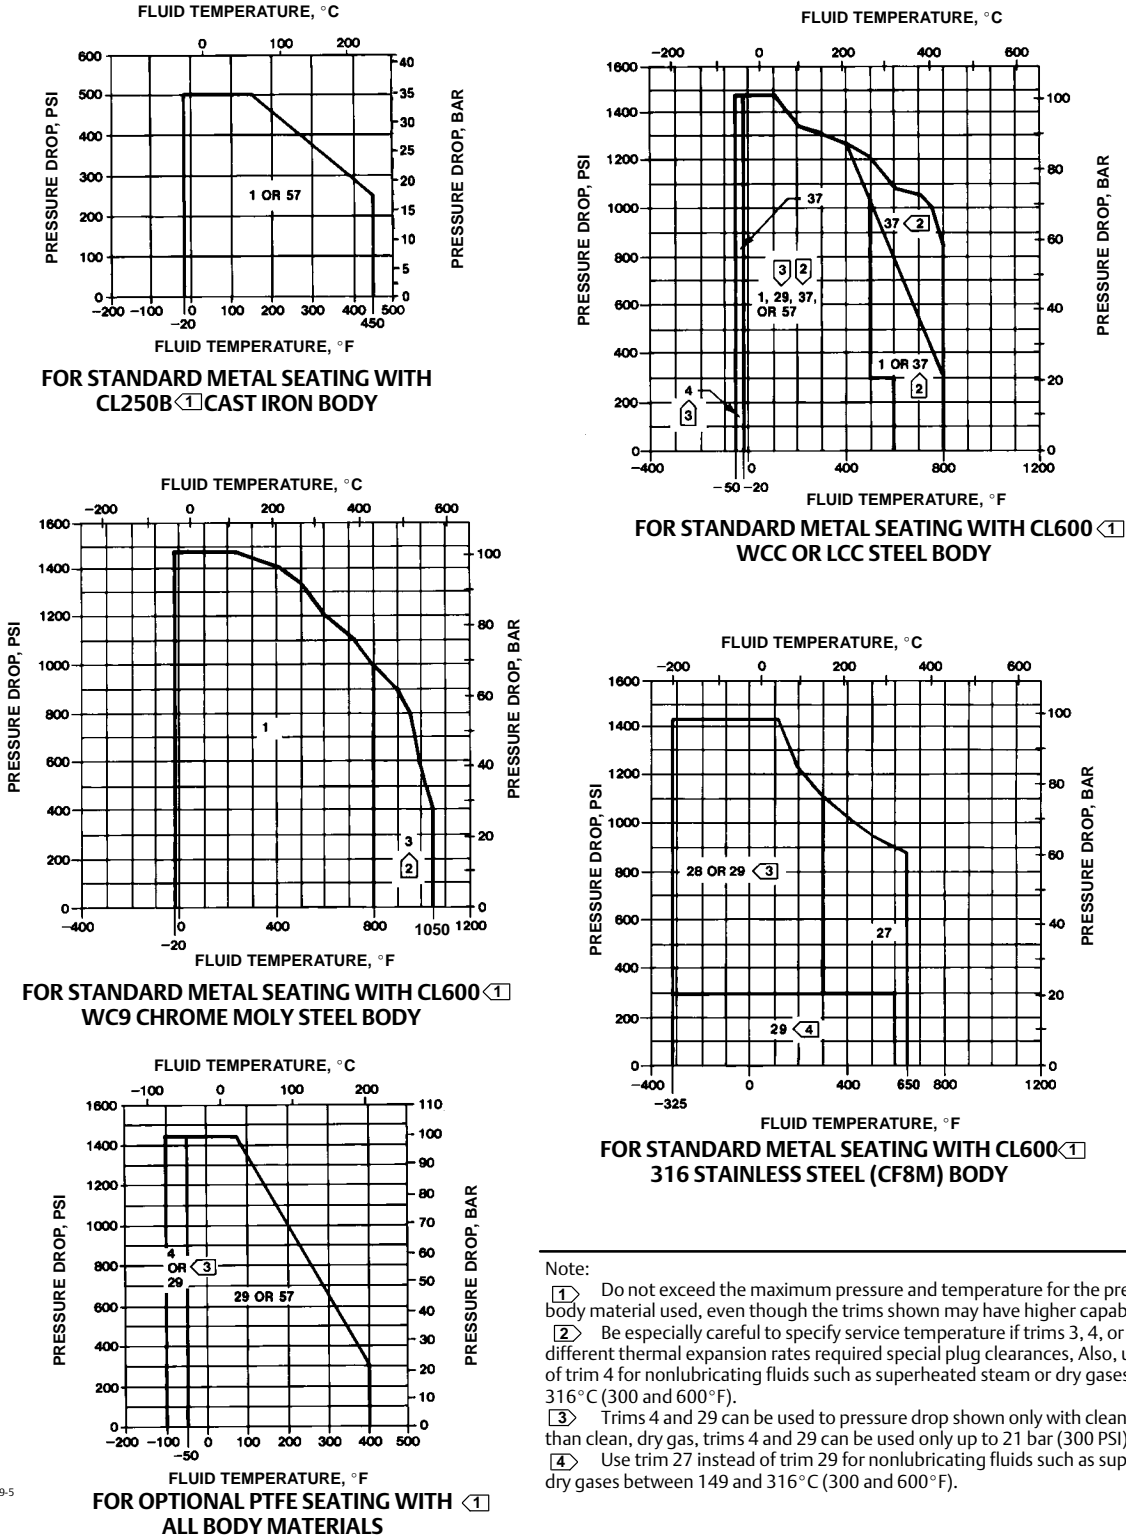 FLUID TEMPERATURE, °C
0 100 200
600
500
400
300
200
100
0
PRESSURE DROP, PSI
40
35
30
25
20
15
10
5
0
PRESSURE DROP, BAR
1 OR 57
−200 −100 0 100 200 300 400 500
−20 450
FLUID TEMPERATURE, °F
FOR STANDARD METAL SEATING WITH
CL250B 1 CAST IRON BODY
FLUID TEMPERATURE, °C
−200 0 200 400 600
1600
1400
1200
1000
800
600
400
200
0
PRESSURE DROP, PSI
100
80
60
40
20
0
PRESSURE DROP, BAR
37
37 2
3 2
1, 29, 37,
OR 57
1 OR 37
2
4
3
−400 0 400 800 1200
−50 −20
FLUID TEMPERATURE, °F
FOR STANDARD METAL SEATING WITH CL600 1
WCC OR LCC STEEL BODY
FLUID TEMPERATURE, °C
−200 0 200 400 600
1600
1400
1200
1000
800
600
400
200
0
PRESSURE DROP, PSI
100
80
60
40
20
0
PRESSURE DROP, BAR
1
3
2
−400 0 400 800 1050 1200
−20
FLUID TEMPERATURE, °F
FOR STANDARD METAL SEATING WITH CL600 1
WC9 CHROME MOLY STEEL BODY
FLUID TEMPERATURE, °C
−200 0 200 400 600
1600
1400
1200
1000
800
600
400
200
0
PRESSURE DROP, PSI
100
80
60
40
20
0
PRESSURE DROP, BAR
28 OR 29 3
27
29 4
−400 0 400 650 800 1200
−325
FLUID TEMPERATURE, °F
FOR STANDARD METAL SEATING WITH CL600 1
316 STAINLESS STEEL (CF8M) BODY
FLUID TEMPERATURE, °C
−100 0 100 200
1600
1400
1200
1000
800
600
400
200
0
PRESSURE DROP, PSI
110
100
90
80
70
60
50
40
30
20
10
0
PRESSURE DROP, BAR
4
OR 3
29
29 OR 57
−200 −100 0 100 200 300 400 500
−50
FLUID TEMPERATURE, °F
FOR OPTIONAL PTFE SEATING WITH 1
ALL BODY MATERIALS
9-5
Note:
1 Do not exceed the maximum pressure and temperature for the pre
body material used, even though the trims shown may have higher capab
2 Be especially careful to specify service temperature if trims 3, 4, or
different thermal expansion rates required special plug clearances, Also, u
of trim 4 for nonlubricating fluids such as superheated steam or dry gases
316°C (300 and 600°F).
3 Trims 4 and 29 can be used to pressure drop shown only with clean
than clean, dry gas, trims 4 and 29 can be used only up to 21 bar (300 PSI)
4 Use trim 27 instead of trim 29 for nonlubricating fluids such as sup
dry gases between 149 and 316°C (300 and 600°F).